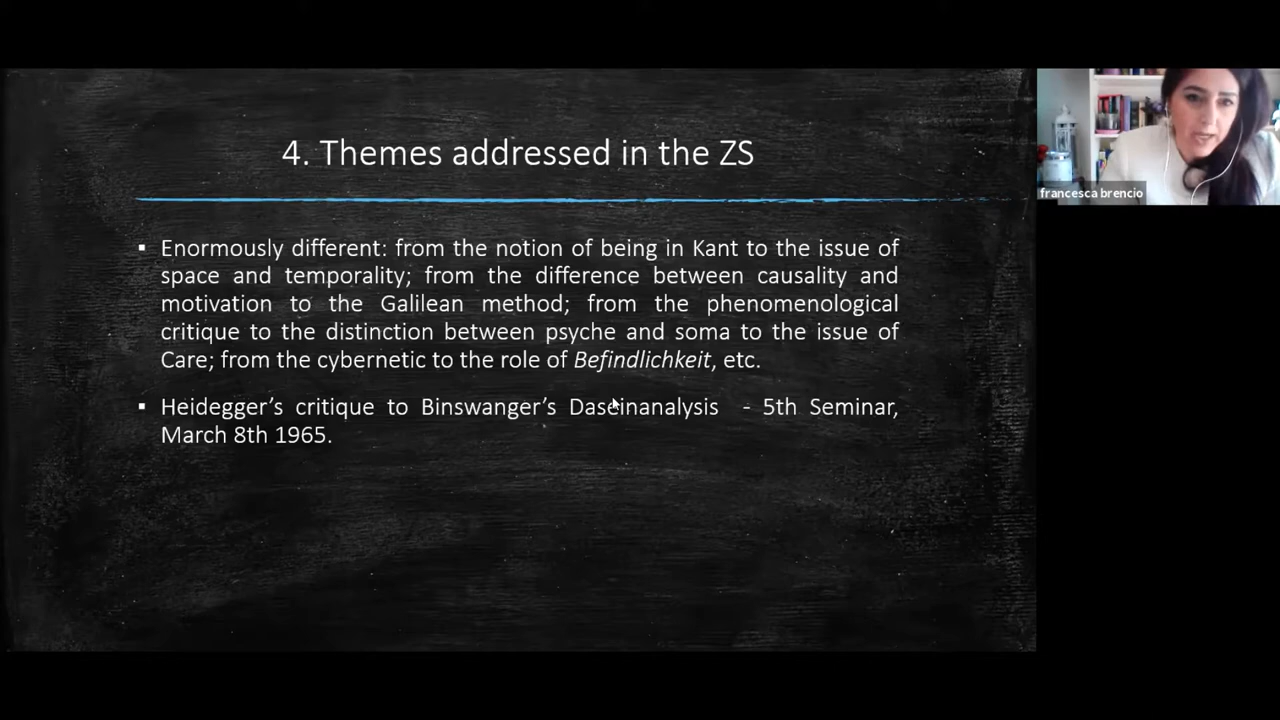 4. Themes addressed in the ZS
▪ Enormously different: from the notion of being in Kant to the issue of
space and temporality; from the difference between causality and
motivation to the Galilean method; from the phenomenological
critique to the distinction between psyche and soma to the issue of
Care; from the cybernetic to the role of Befindlichkeit, etc.
▪ Heidegger's critique to Binswanger's Daseinanalysis - 5th Seminar,
March 8th 1965.
francesca brencio